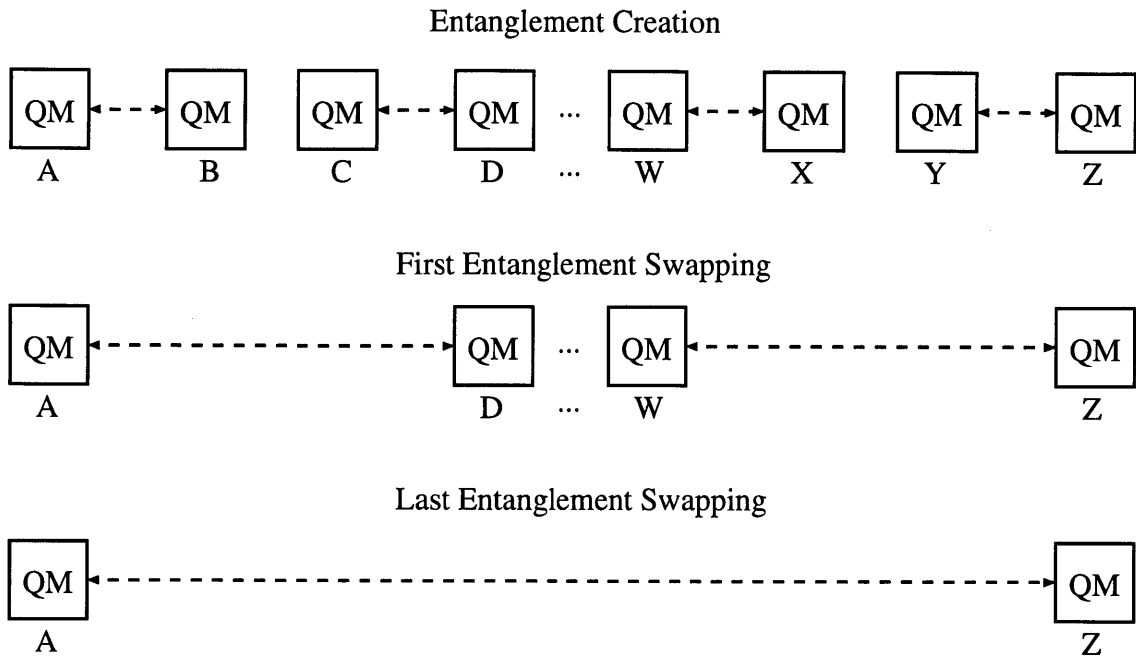 Entanglement Creation
QM QM QM QM ... QM QM QM QM
A B C D ... W X Y Z
First Entanglement Swapping
QM QM ... QM QM
A D ... W Z
Last Entanglement Swapping
QM QM
A Z